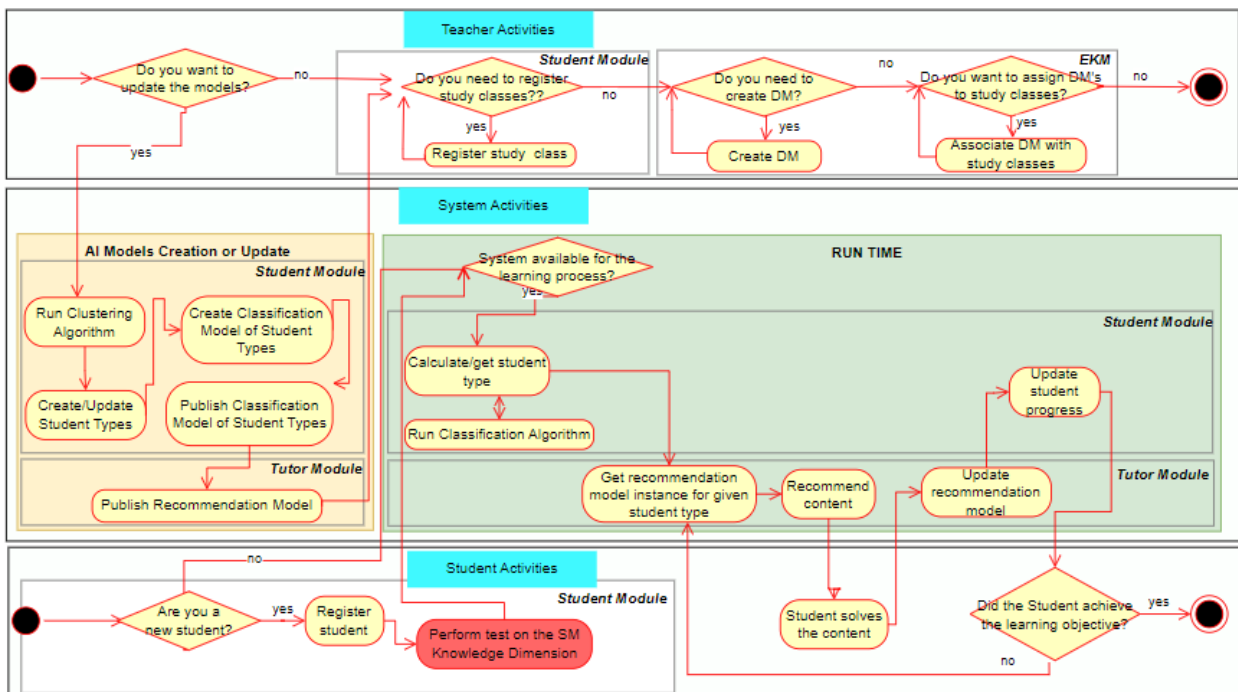 Teacher Activities
Student Module
EKM
Do you want to
update the models?
no
Do you need to register
study classes??
no
Do you need to
create DM?
no
Do you want to assign DM's
to study classes?
no
yes
yes
yes
yes
Register study class
Create DM
Associate DM with
study classes
System Activities
AI Models Creation or Update
Student Module
Run Clustering
Algorithm
Create Classification
Model of Student
Types
Create/Update
Student Types
Publish Classification
Model of Student Types
Tutor Module
Publish Recommendation Model
RUN TIME
System available for the
learning process?
yes
Student Module
Calculate/get student
type
Run Classification Algorithm
Update
student
progress
Tutor Module
Get recommendation
model instance for given
student type
Recommend
content
Update
recommendation
model
no
Student Activities
Student Module
Are you a
new student?
yes
Register
student
Perform test on the SM
Knowledge Dimension
Student solves
the content
Did the Student achieve
the learning objective?
yes
no